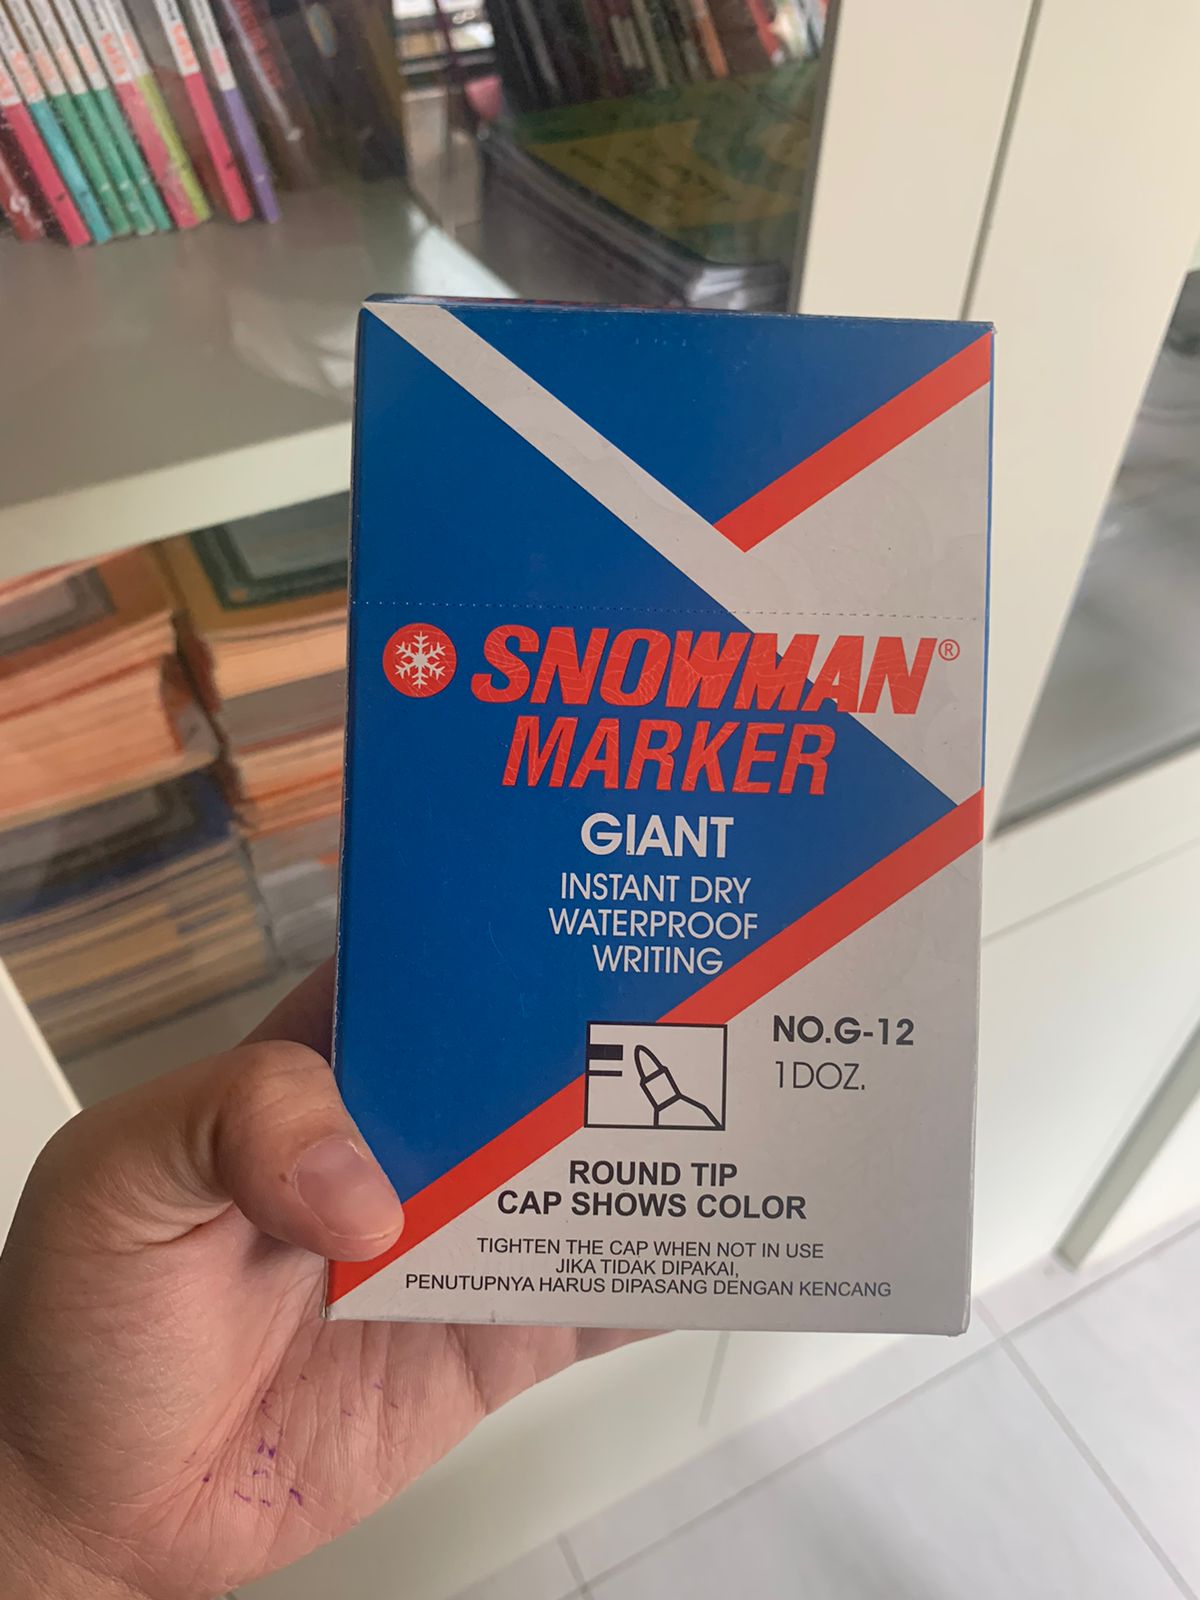 SNOWMAN®
MARKER
GIANT
INSTANT DRY
WATERPROOF
WRITING
NO.G-12
1DOZ.
ROUND TIP
CAP SHOWS COLOR
TIGHTEN THE CAP WHEN NOT IN USE
JIKA TIDAK DIPAKAI,
PENUTUPNYA HARUS DIPASANG DENGAN KENCANG